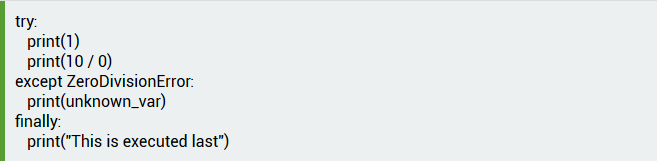 try:
   print(1)
   print(10 / 0)
except ZeroDivisionError:
   print(unknown_var)
finally:
   print("This is executed last")